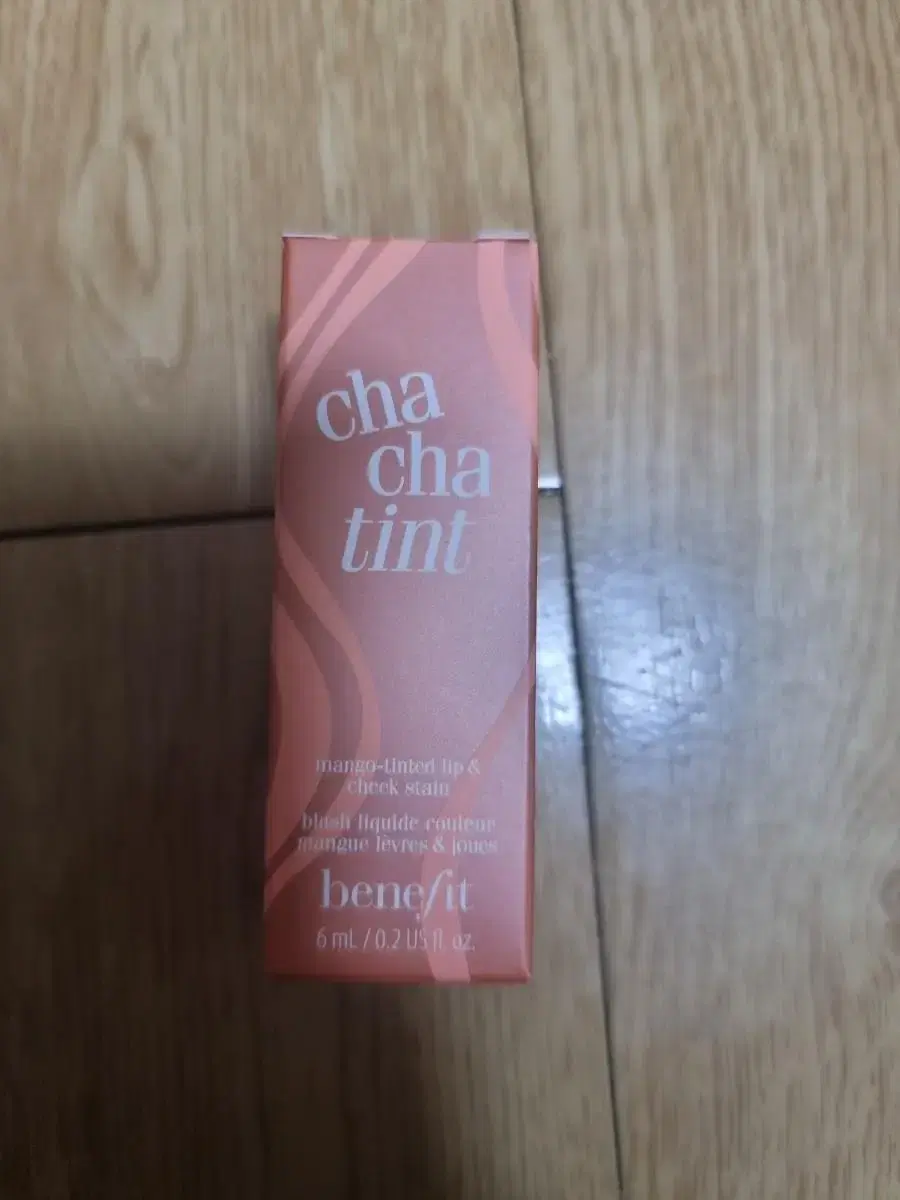 cha
cha
tint
mango-tinted lip &
cheek stain
blush liquide couleur
mangue lèvres & joues
benefit
6 mL / 0.2 US fl. oz.